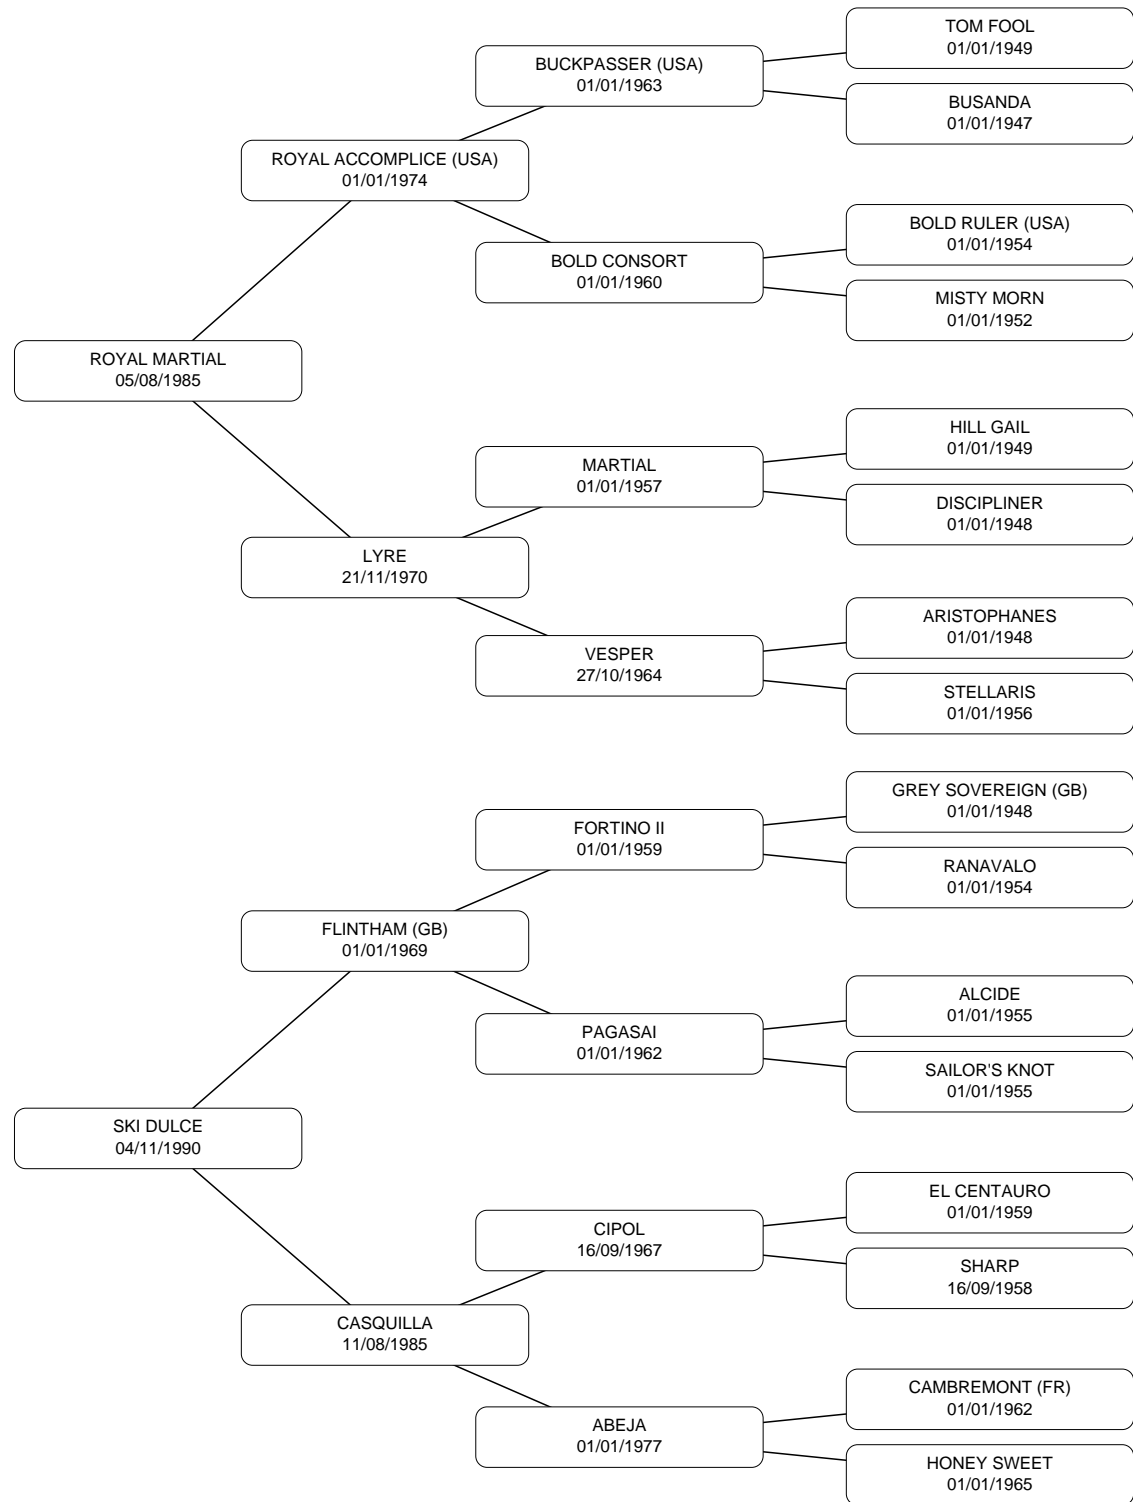 TOM FOOL
01/01/1949
BUCKPASSER (USA)
01/01/1963
BUSANDA
01/01/1947
ROYAL ACCOMPLICE (USA)
01/01/1974
BOLD RULER (USA)
01/01/1954
BOLD CONSORT
01/01/1960
MISTY MORN
01/01/1952
ROYAL MARTIAL
05/08/1985
HILL GAIL
01/01/1949
MARTIAL
01/01/1957
DISCIPLINER
01/01/1948
LYRE
21/11/1970
ARISTOPHANES
01/01/1948
VESPER
27/10/1964
STELLARIS
01/01/1956
GREY SOVEREIGN (GB)
01/01/1948
FORTINO II
01/01/1959
RANAVALO
01/01/1954
FLINTHAM (GB)
01/01/1969
ALCIDE
01/01/1955
PAGASAI
01/01/1962
SAILOR'S KNOT
01/01/1955
SKI DULCE
04/11/1990
EL CENTAURO
01/01/1959
CIPOL
16/09/1967
SHARP
16/09/1958
CASQUILLA
11/08/1985
CAMBREMONT (FR)
01/01/1962
ABEJA
01/01/1977
HONEY SWEET
01/01/1965